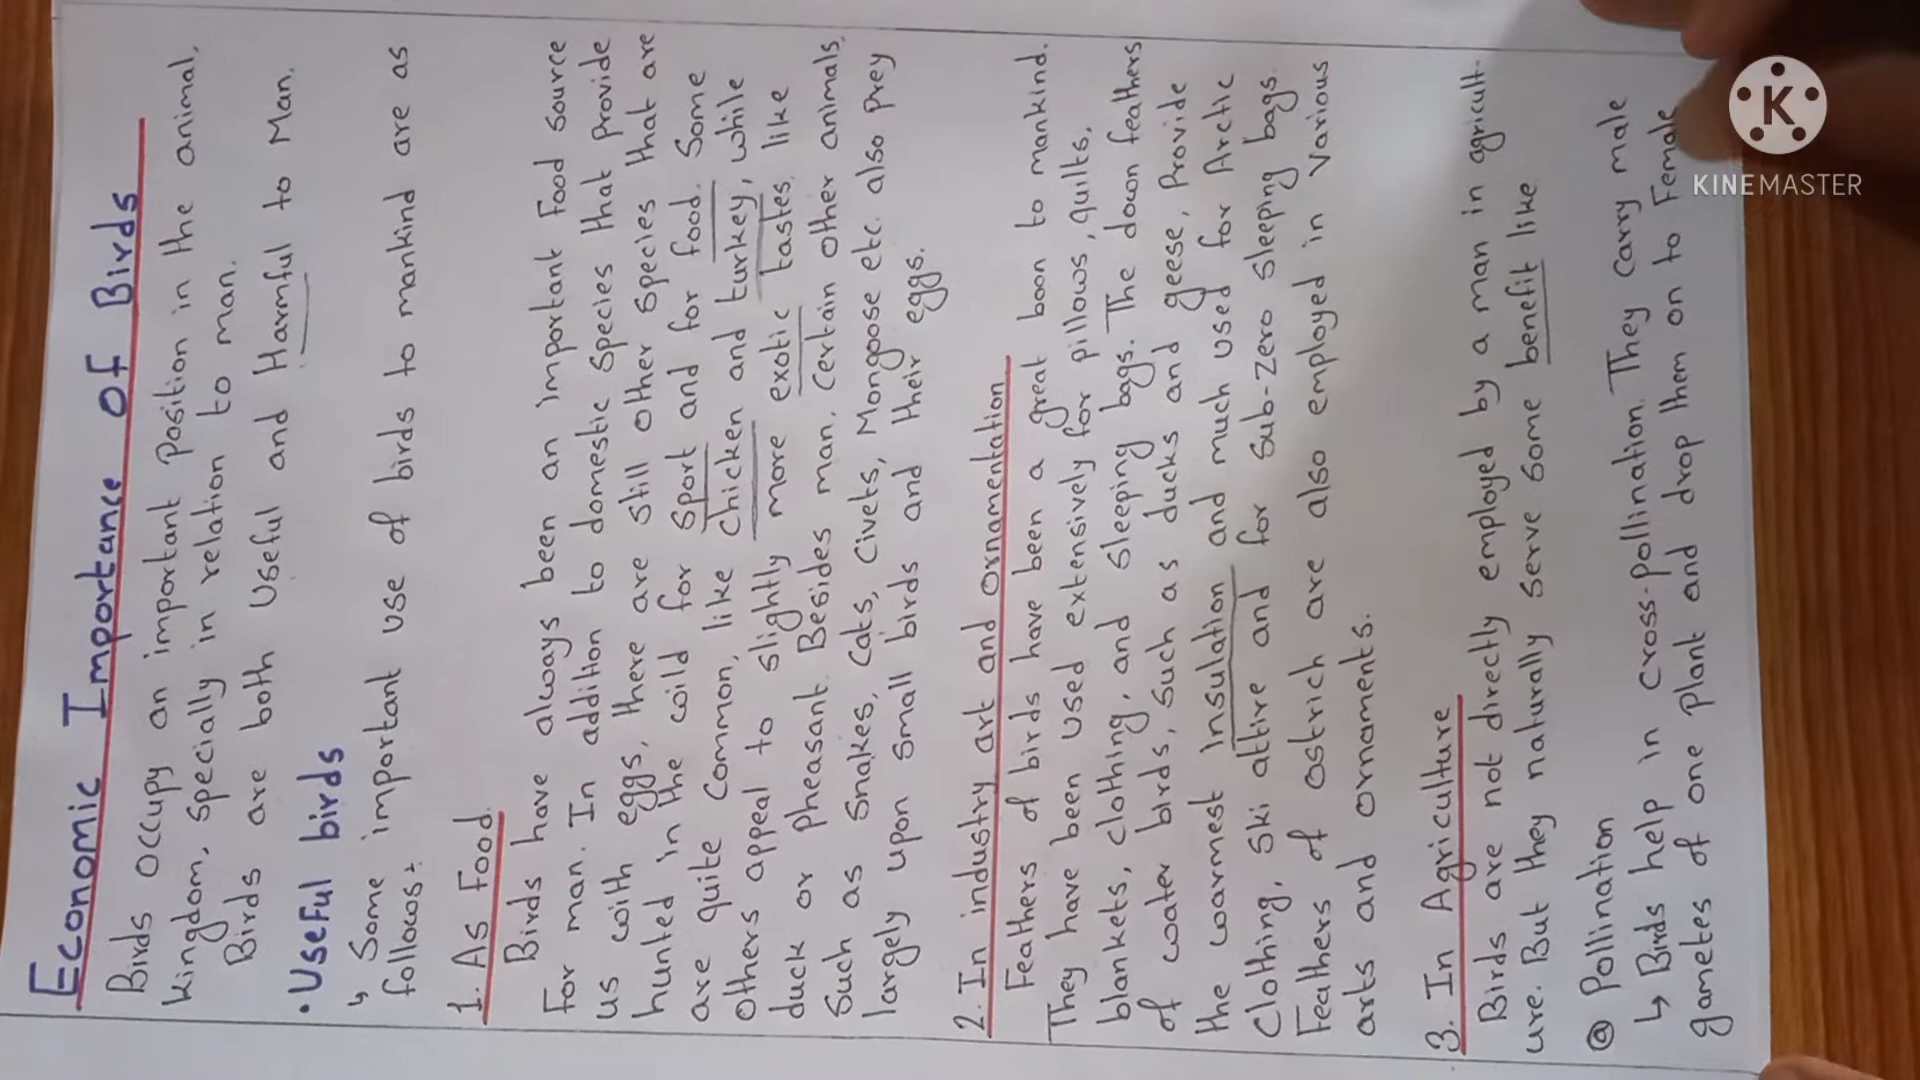 Economic Importance of Birds
Birds occupy an important position in the animal,
kingdom, specially in relation to man.
Birds are both useful and Harmful to Man.
• Useful birds
↳ Some important use of birds to mankind are as
follows:
1. As Food.
Birds have always been an important food source
for man. In addition to domestic species that provide
us with eggs, there are still other species that are
hunted in the wild for sport and for food. Some
are quite common, like chicken and turkey, while
others appeal to slightly more exotic tastes, like
duck or pheasant. Besides man, certain other animals,
Such as snakes, cats, civets, Mongoose etc. also prey
largely upon small birds and their eggs.
2. In industry art and ornamentation
Feathers of birds have been a great boon to mankind.
They have been used extensively for pillows, quilts,
blankets, clothing, and sleeping bags. The down feathers
of water birds, such as ducks and geese, provide
the warmest insulation and much used for Arctic
clothing, ski attire and for sub-zero sleeping bags.
Feathers of ostrich are also employed in various
arts and ornaments.
3. In Agriculture
Birds are not directly employed by a man in agricult-
ure. But they naturally serve some benefit like
@ Pollination
↳ Birds help in cross-pollination. They carry male
gametes of one plant and drop them on to Female
K
KINEMASTER